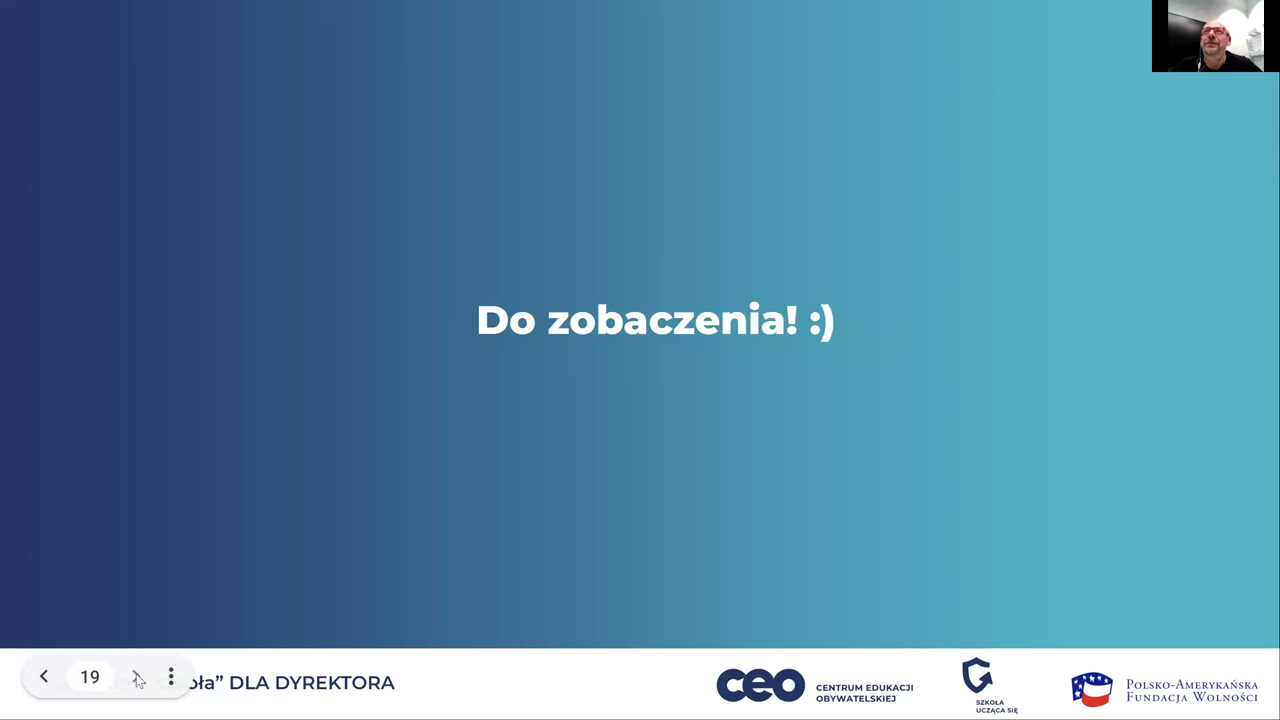 Do zobaczenia! :)
19
oła” DLA DYREKTORA
ceo
CENTRUM EDUKACJI
OBYWATELSKIEJ
SZKOŁA
UCZĄCA SIĘ
POLSKO-AMERYKAŃSKA
FUNDACJA WOLNOŚCI